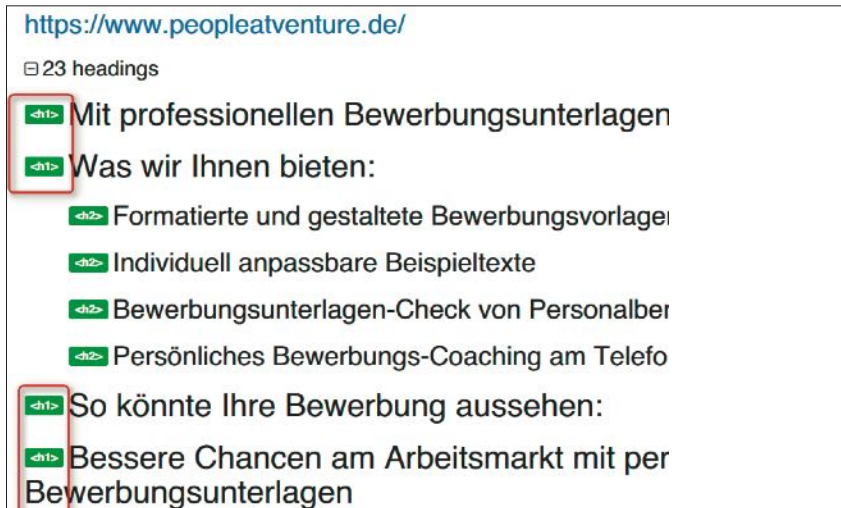 https://www.peopleatventure.de/
23 headings
<h1> Mit professionellen Bewerbungsunterlagen
<h1> Was wir Ihnen bieten:
<h2> Formatierte und gestaltete Bewerbungsvorlagen
<h2> Individuell anpassbare Beispieltexte
<h2> Bewerbungsunterlagen-Check von Personalber
<h2> Persönliches Bewerbungs-Coaching am Telefo
<h1> So könnte Ihre Bewerbung aussehen:
<h1> Bessere Chancen am Arbeitsmarkt mit per
Bewerbungsunterlagen